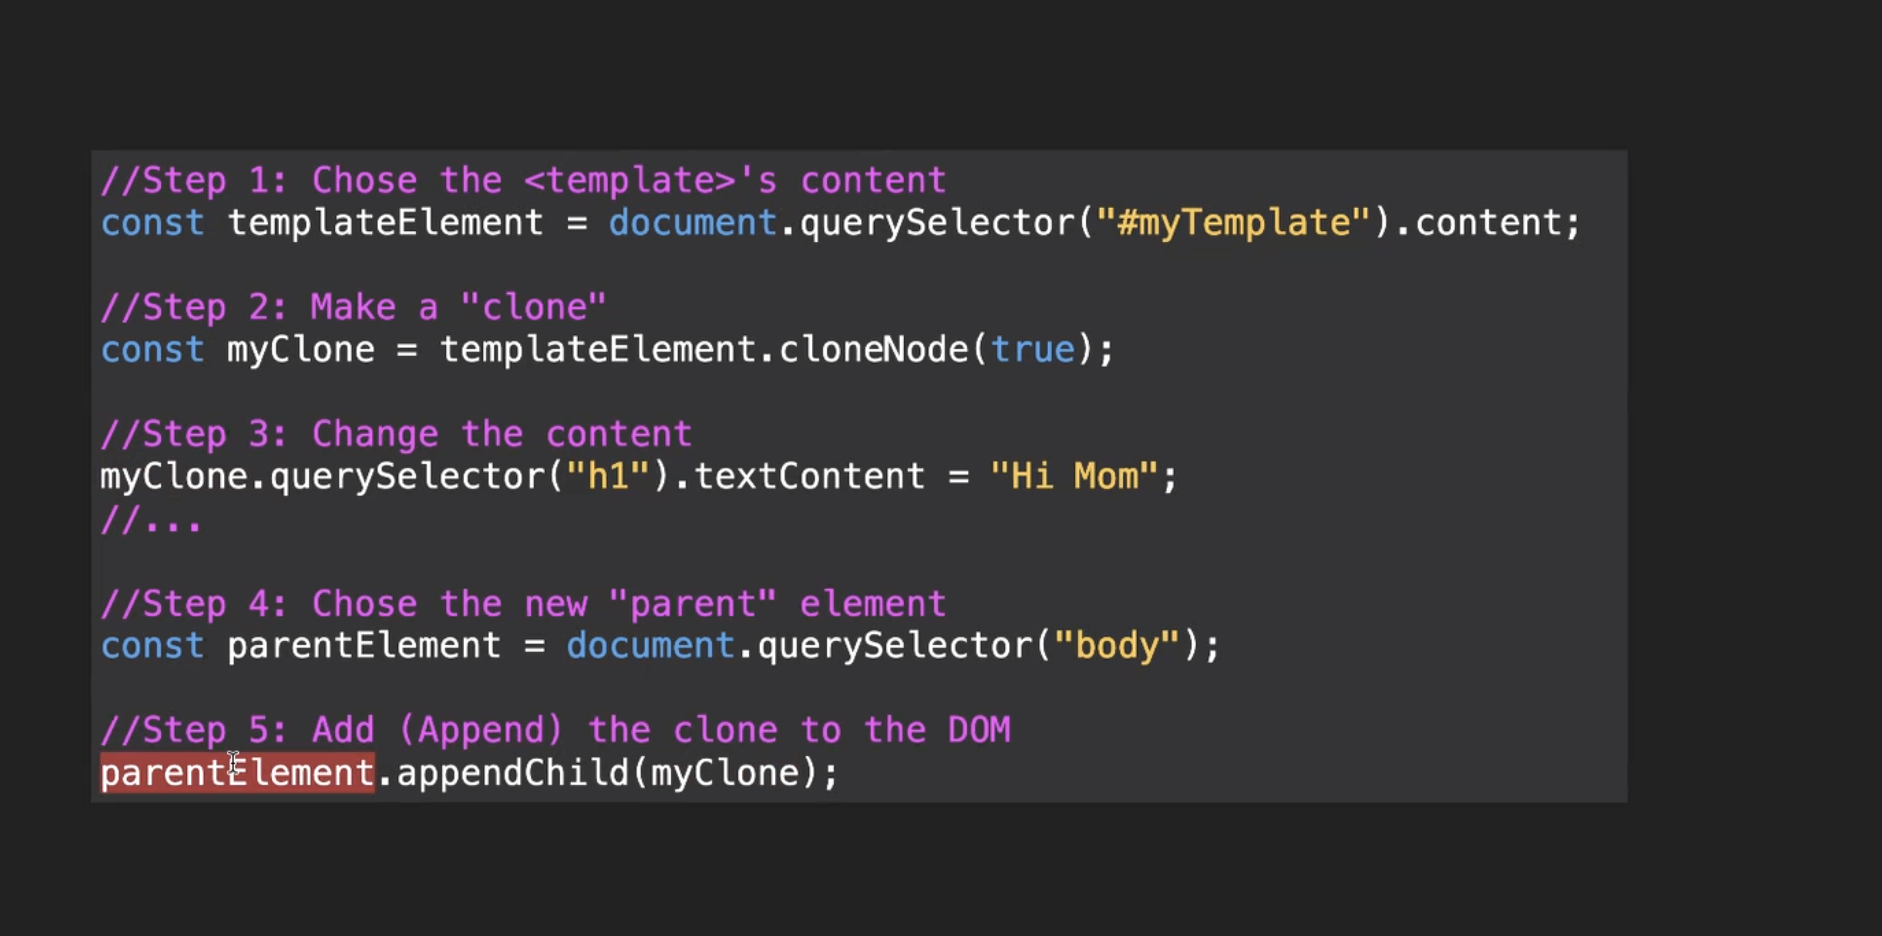 //Step 1: Chose the <template>'s content
const templateElement = document.querySelector("#myTemplate").content;
//Step 2: Make a "clone"
const myClone = templateElement.cloneNode(true);
//Step 3: Change the content
myClone.querySelector("h1").textContent = "Hi Mom";
//...
//Step 4: Chose the new "parent" element
const parentElement = document.querySelector("body");
//Step 5: Add (Append) the clone to the DOM
parentElement.appendChild(myClone);